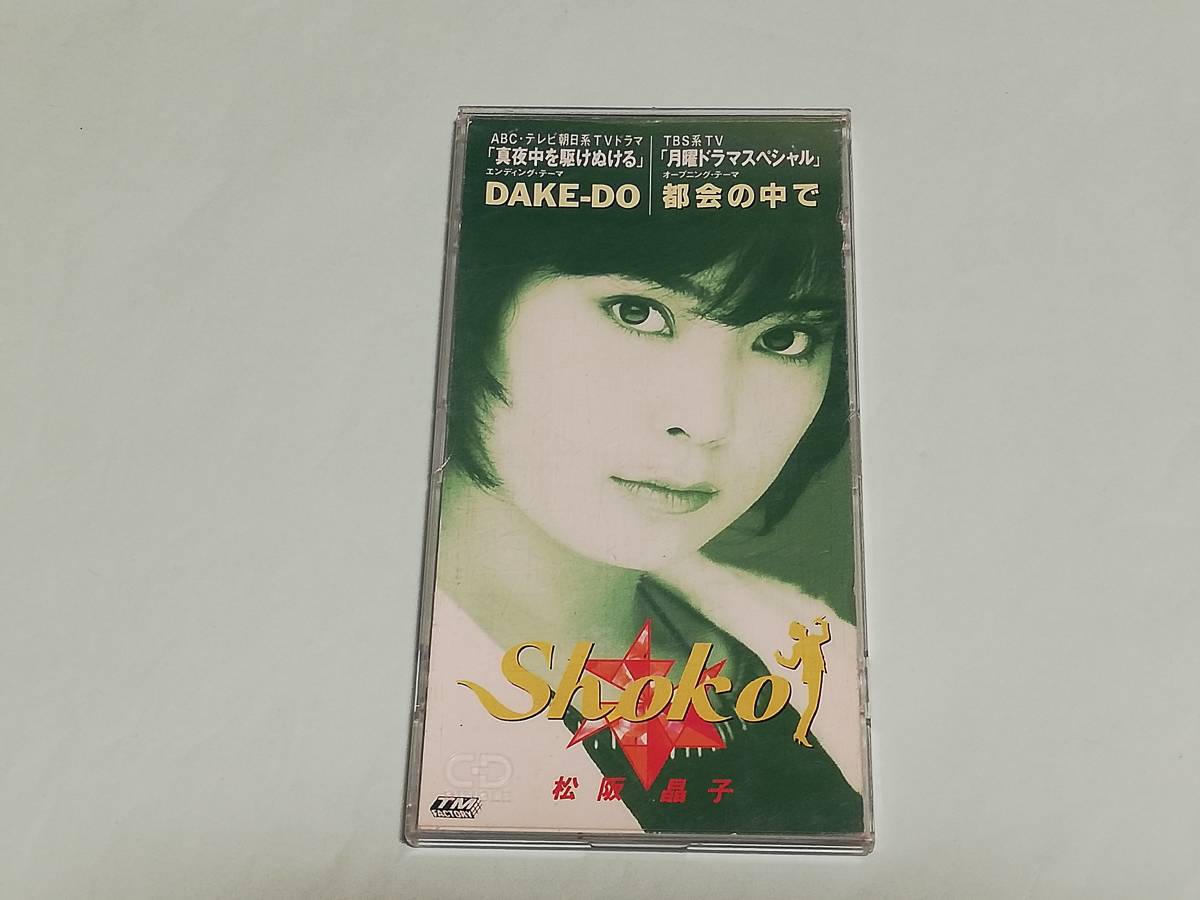 ABC・テレビ朝日系TVドラマ
「真夜中を駆けぬける」
エンディング・テーマ
DAKE-DO
TBS系TV
「月曜ドラマスペシャル」
オープニング・テーマ
都会の中で
Shoko
松阪晶子
CD
TM
FACTORY